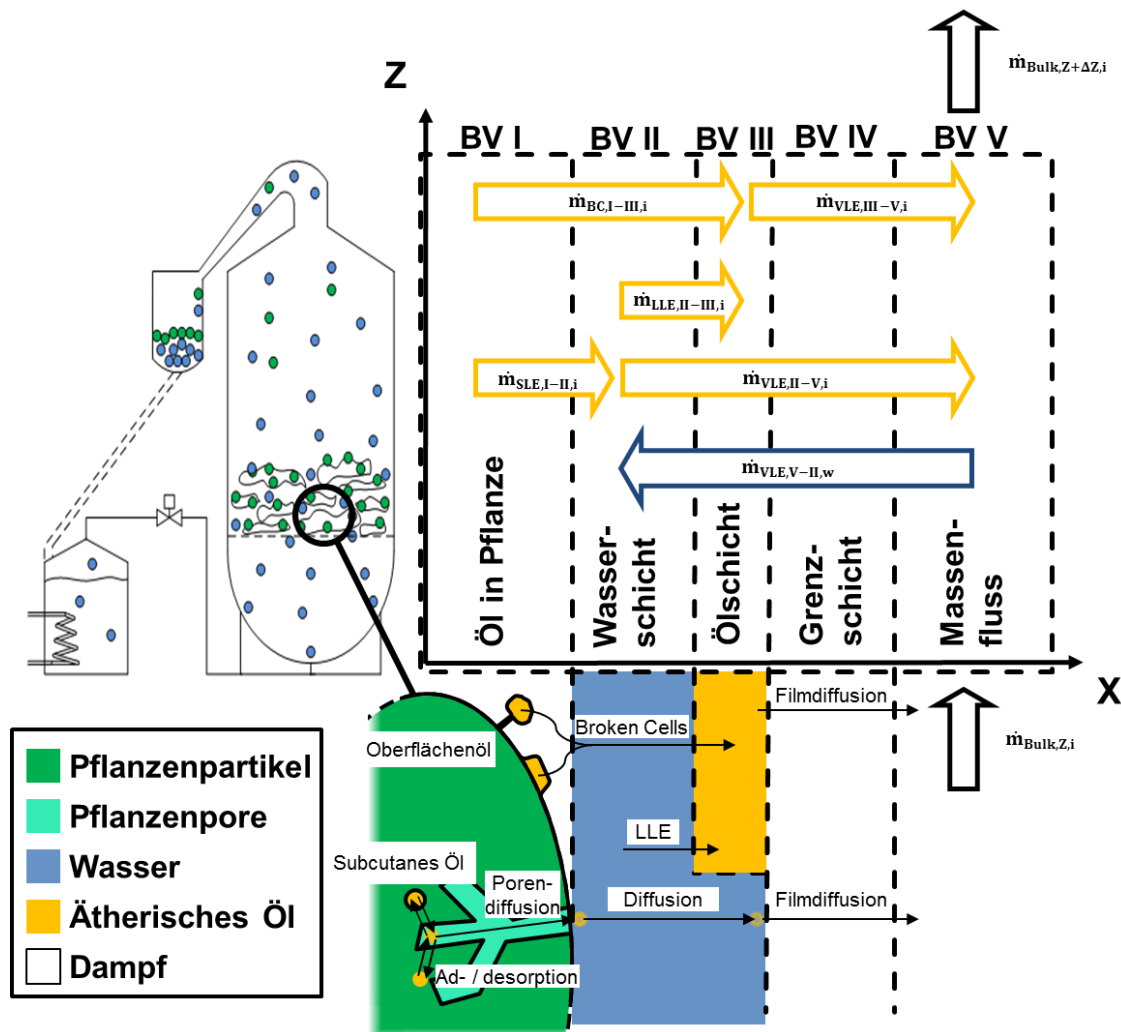 ṁBulk,Z+ΔZ,i
Z
BV I
BV II
BV III
BV IV
BV V
ṁBC,I−III,i
ṁVLE,III−V,i
ṁLLE,II−III,i
ṁSLE,I−II,i
ṁVLE,II−V,i
ṁVLE,V−II,w
Öl in Pflanze
Wasser-
schicht
Ölschicht
Grenz-
schicht
Massen-
fluss
X
Filmdiffusion
Broken Cells
Oberflächenöl
ṁBulk,Z,i
LLE
Subcutanes Öl
Poren-
diffusion
Diffusion
Filmdiffusion
Ad- / desorption
Pflanzenpartikel
Pflanzenpore
Wasser
Ätherisches Öl
Dampf